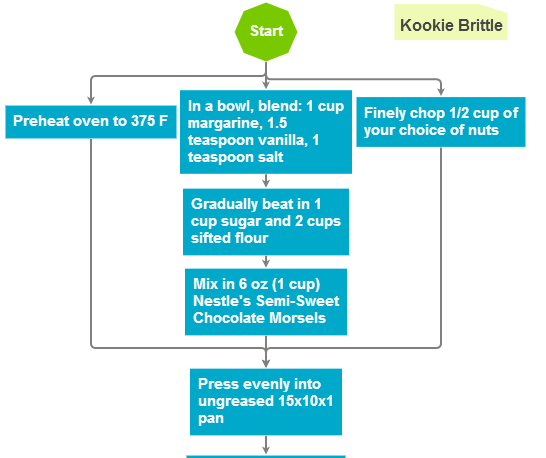 Start
Kookie Brittle
Preheat oven to 375 F
In a bowl, blend: 1 cup
margarine, 1.5
teaspoon vanilla, 1
teaspoon salt
Finely chop 1/2 cup of
your choice of nuts
Gradually beat in 1
cup sugar and 2 cups
sifted flour
Mix in 6 oz (1 cup)
Nestle's Semi-Sweet
Chocolate Morsels
Press evenly into
ungreased 15x10x1
pan